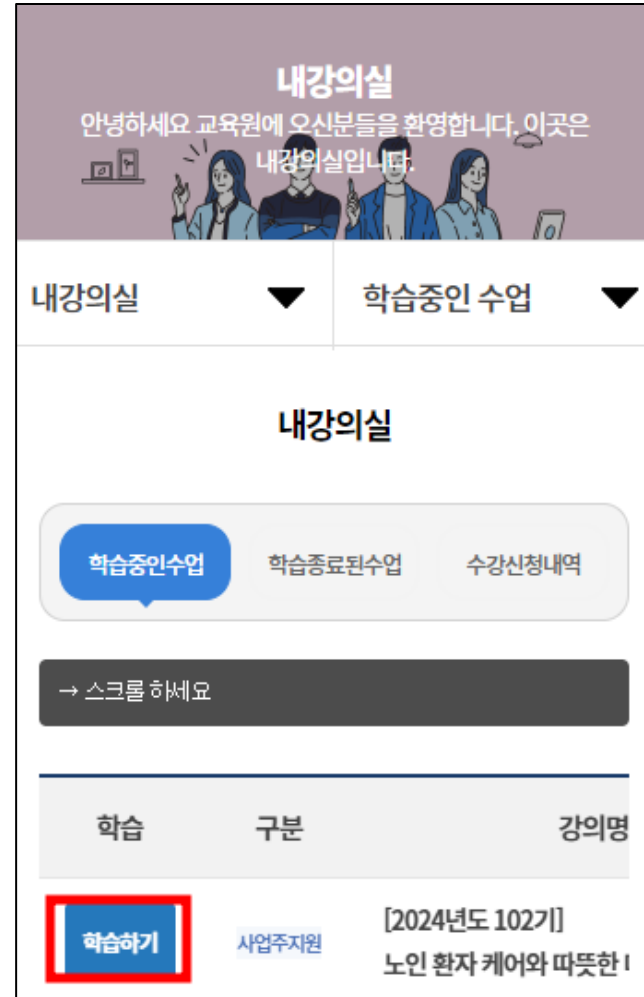 내강의실
안녕하세요 교육원에 오신분들을 환영합니다. 이곳은
내강의실입니다.
내강의실 학습중인 수업
내강의실
학습중인수업 학습종료된수업 수강신청내역
→ 스크롤 하세요
학습 구분 강의명
학습하기 사업주지원 [2024년도 102기]
노인 환자 케어와 따뜻한